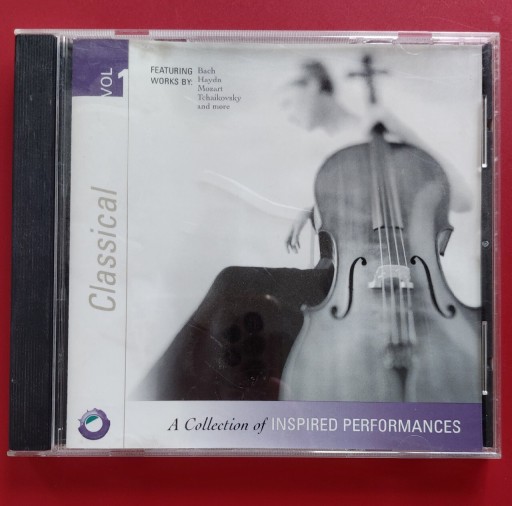 VOL 1
FEATURING
WORKS BY:
Bach
Haydn
Mozart
Tchaikovsky
and more
Classical
A Collection of INSPIRED PERFORMANCES